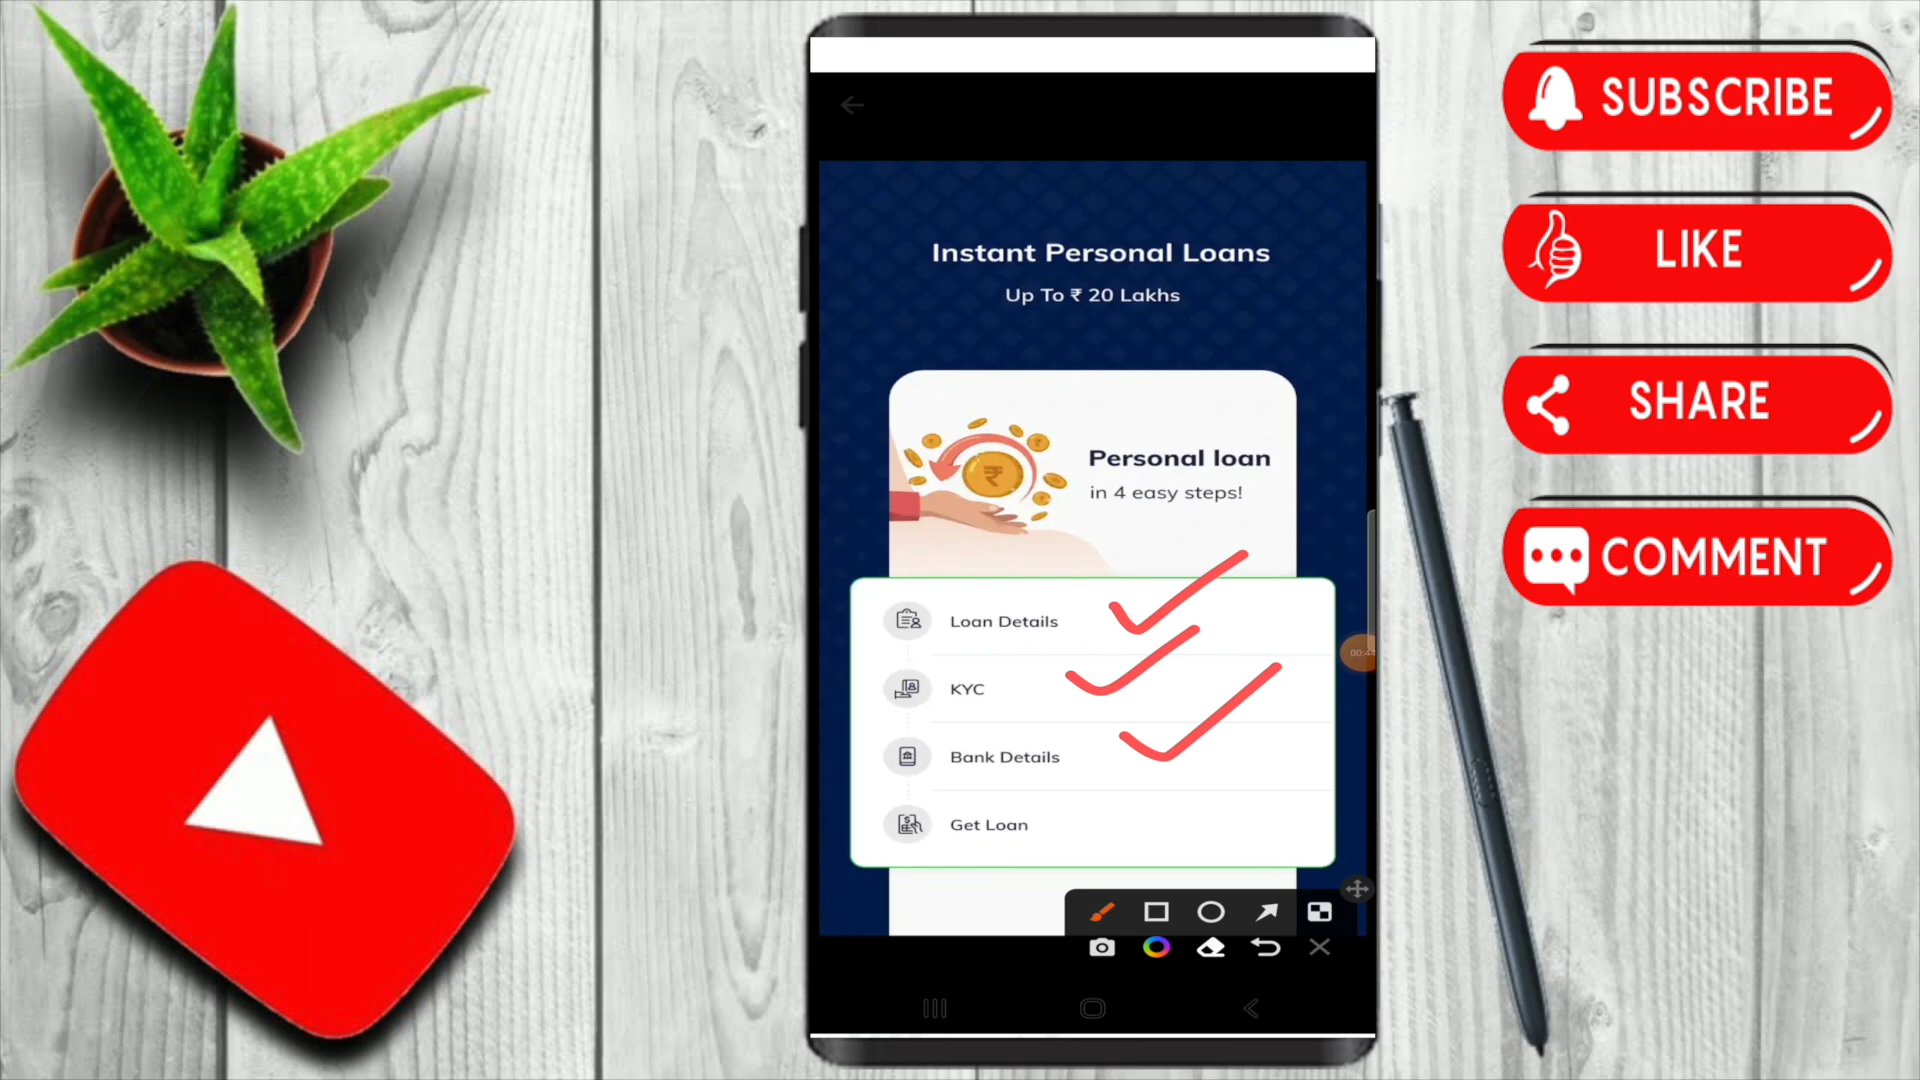 Instant Personal Loans
Up To ₹ 20 Lakhs
Personal loan
in 4 easy steps!
Loan Details
KYC
Bank Details
Get Loan
SUBSCRIBE
LIKE
SHARE
COMMENT